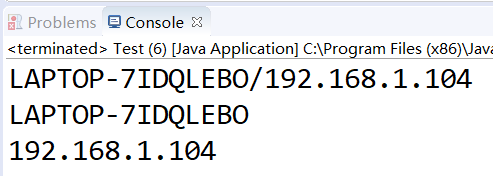 Problems Console
<terminated> Test (6) [Java Application] C:\Program Files (x86)\Java
LAPTOP-7IDQLEBO/192.168.1.104
LAPTOP-7IDQLEBO
192.168.1.104